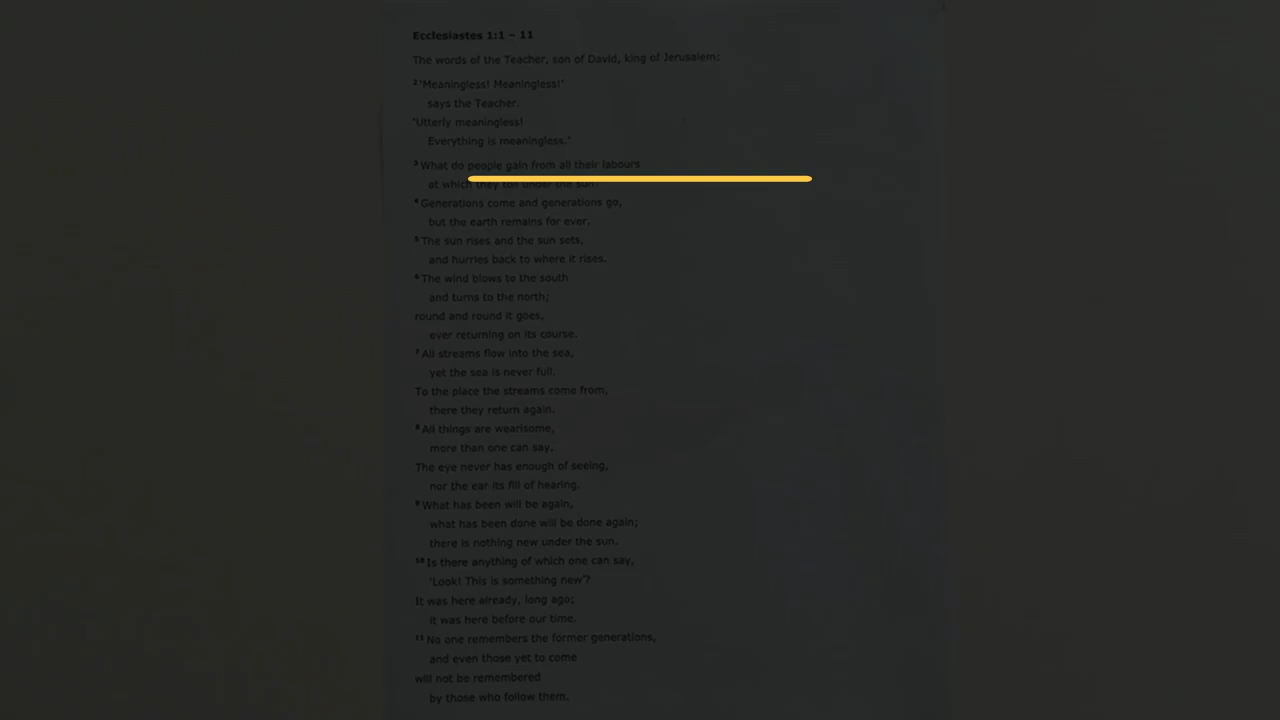 Ecclesiastes 1:1 – 11
The words of the Teacher, son of David, king of Jerusalem:
2 'Meaningless! Meaningless!'
says the Teacher.
'Utterly meaningless!
Everything is meaningless.'
3 What do people gain from all their labours
at which they toil under the sun?
4 Generations come and generations go,
but the earth remains for ever.
5 The sun rises and the sun sets,
and hurries back to where it rises.
6 The wind blows to the south
and turns to the north;
round and round it goes,
ever returning on its course.
7 All streams flow into the sea,
yet the sea is never full.
To the place the streams come from,
there they return again.
8 All things are wearisome,
more than one can say.
The eye never has enough of seeing,
nor the ear its fill of hearing.
9 What has been will be again,
what has been done will be done again;
there is nothing new under the sun.
10 Is there anything of which one can say,
'Look! This is something new'?
It was here already, long ago;
it was here before our time.
11 No one remembers the former generations,
and even those yet to come
will not be remembered
by those who follow them.